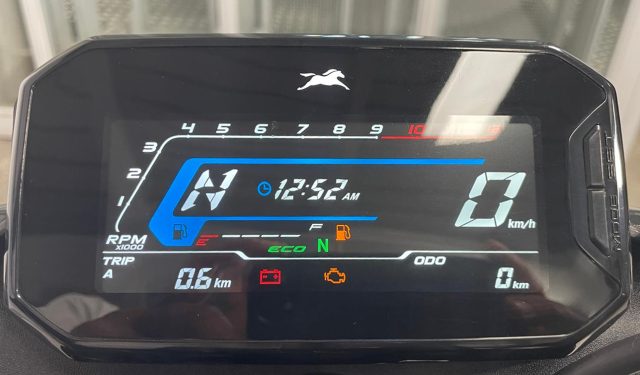 4 5 6 7 8 9 10
3
2
1
N 12:52 AM 0 km/h
RPM x1000
E F
ECO N
TRIP A 0.6 km
ODO 0 km
MODE